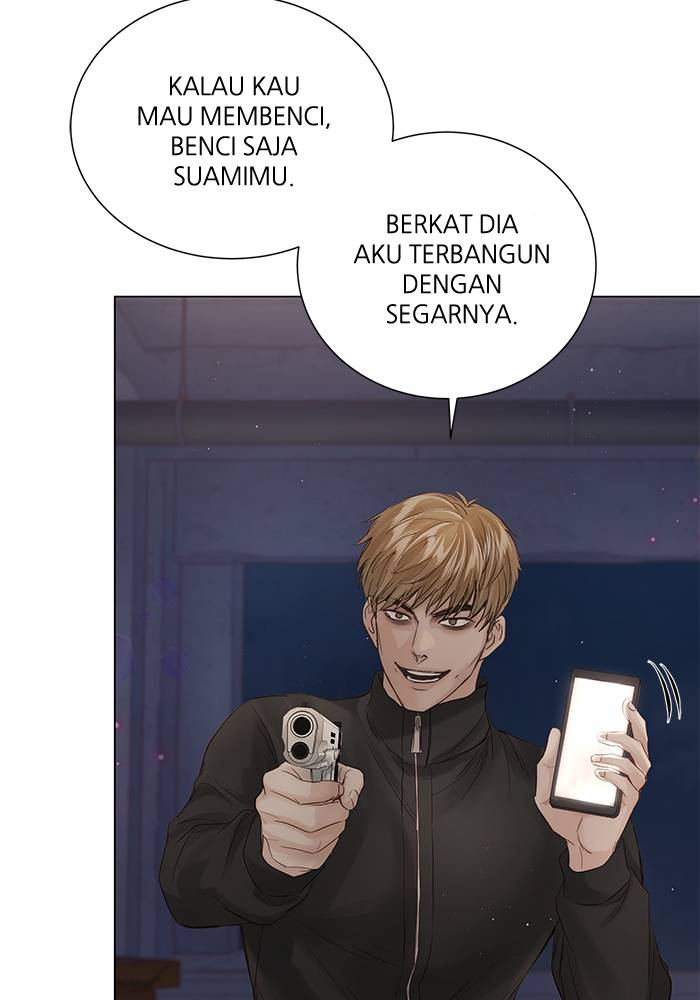 KALAU KAU
MAU MEMBENCI,
BENCI SAJA
SUAMIMU.
BERKAT DIA
AKU TERBANGUN
DENGAN
SEGARNYA.